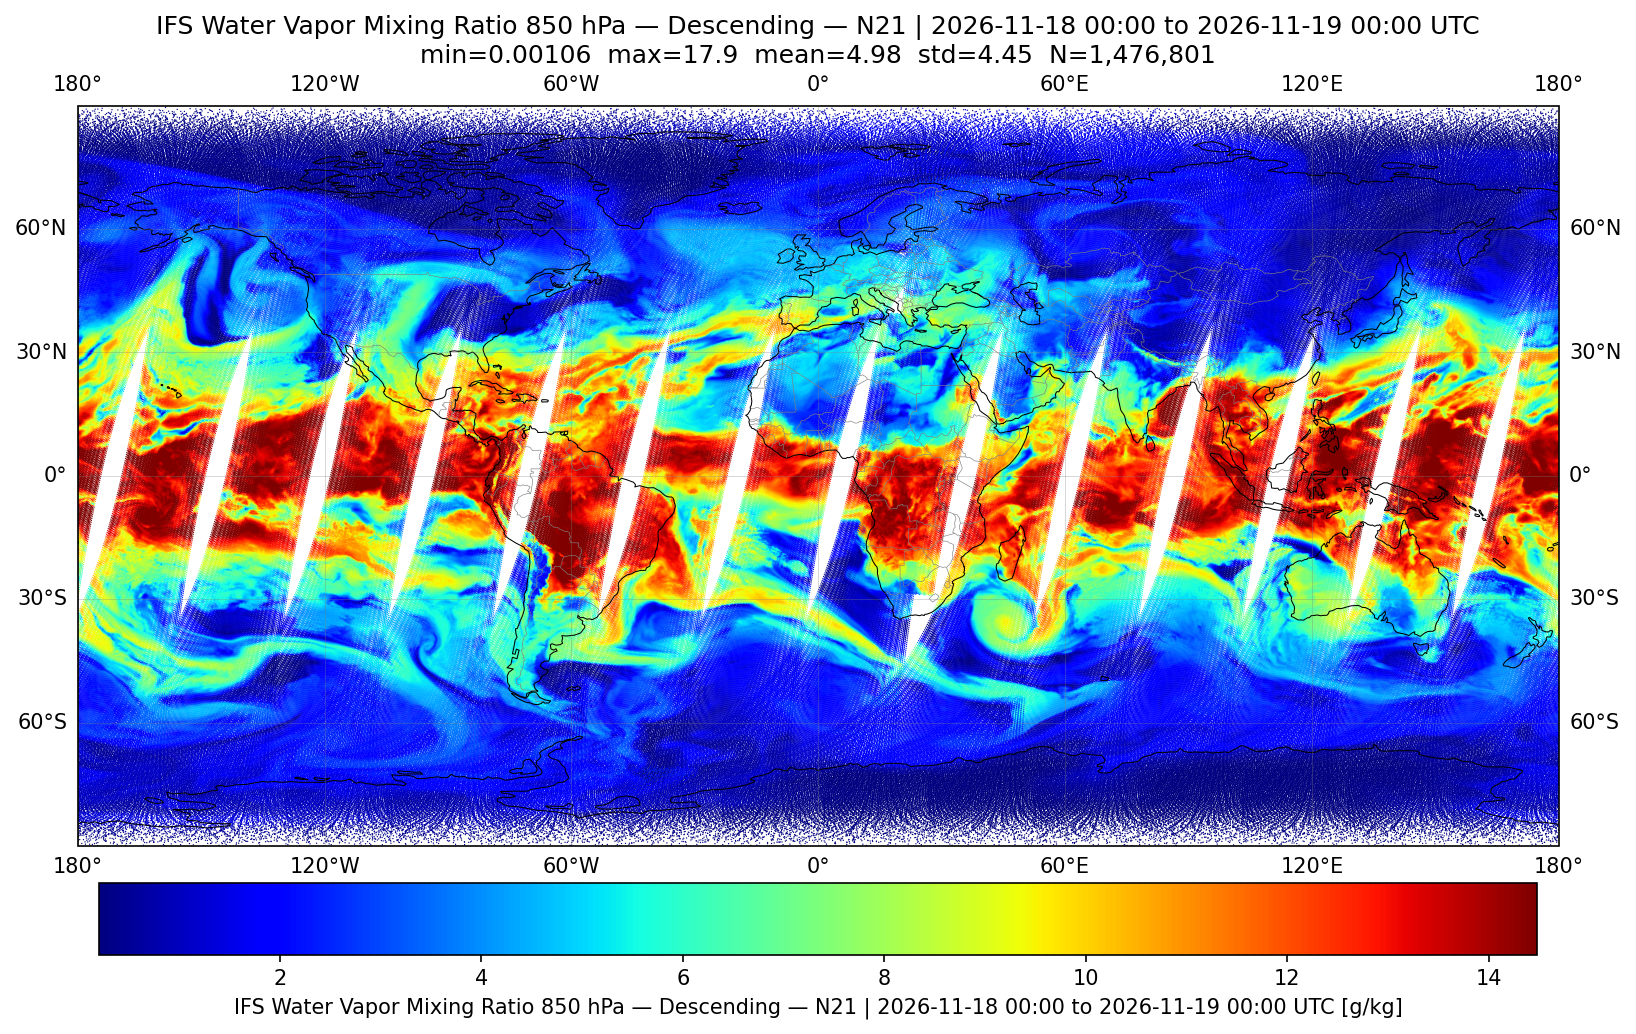 IFS Water Vapor Mixing Ratio 850 hPa — Descending — N21 | 2026-11-18 00:00 to 2026-11-19 00:00 UTC
min=0.00106 max=17.9 mean=4.98 std=4.45 N=1,476,801
180° 120°W 60°W 0° 60°E 120°E 180°
60°N 60°N
30°N 30°N
0° 0°
30°S 30°S
60°S 60°S
180° 120°W 60°W 0° 60°E 120°E 180°
2 4 6 8 10 12 14
IFS Water Vapor Mixing Ratio 850 hPa — Descending — N21 | 2026-11-18 00:00 to 2026-11-19 00:00 UTC [g/kg]